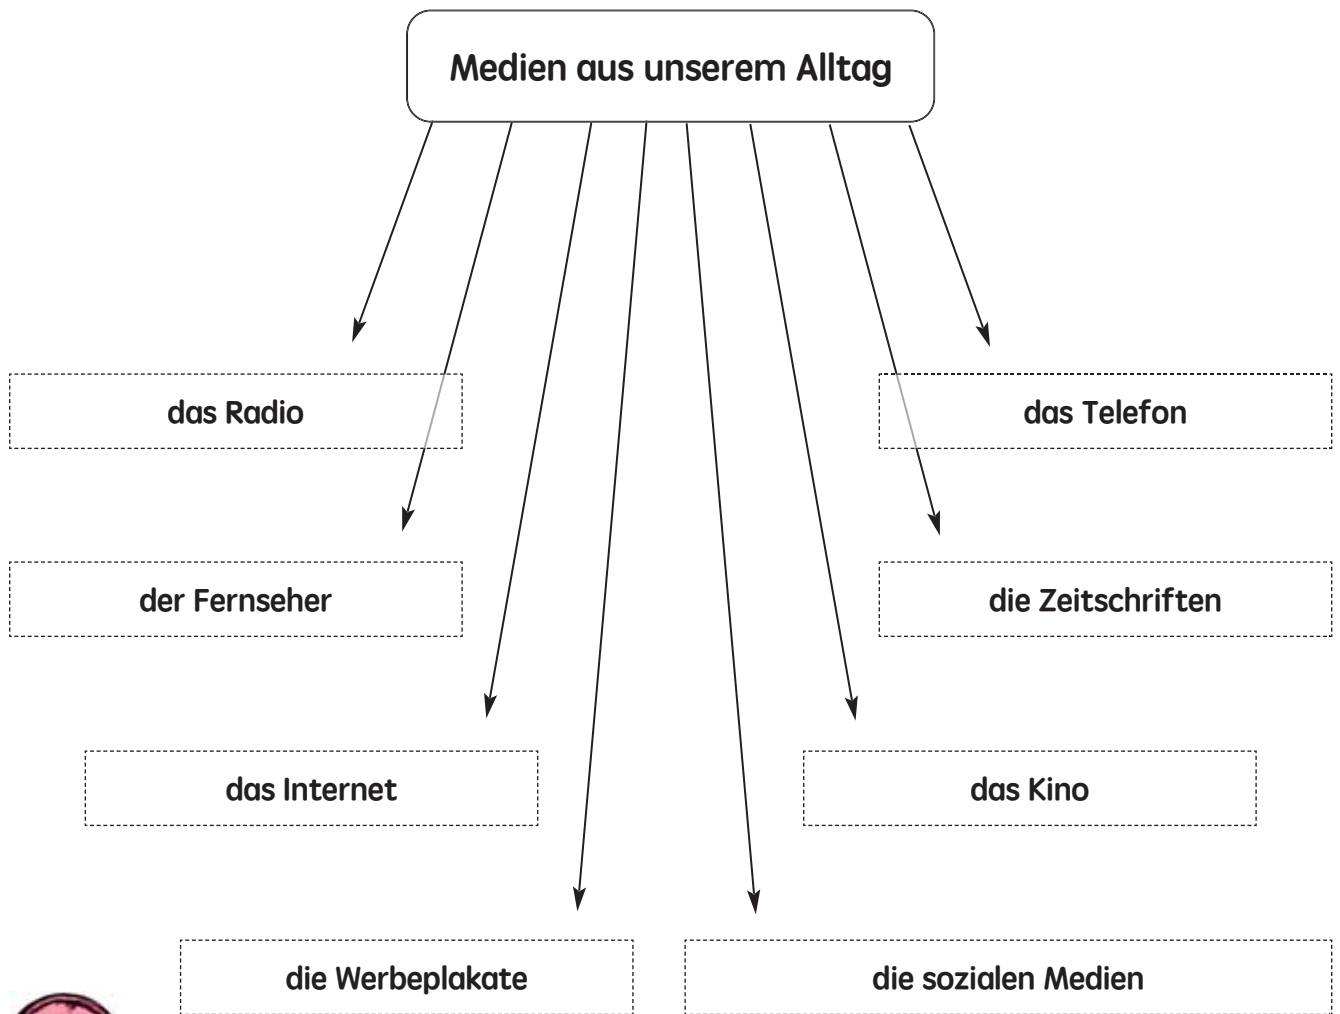 Medien aus unserem Alltag
das Radio
das Telefon
der Fernseher
die Zeitschriften
das Internet
das Kino
die Werbeplakate
die sozialen Medien